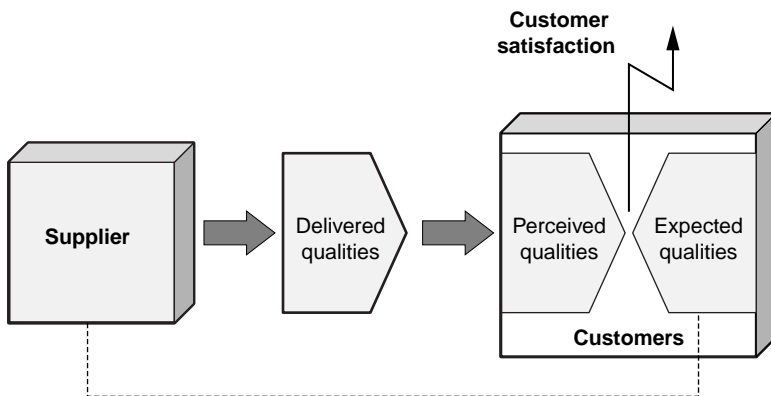 Customer
satisfaction
Supplier
Delivered
qualities
Perceived
qualities
Expected
qualities
Customers